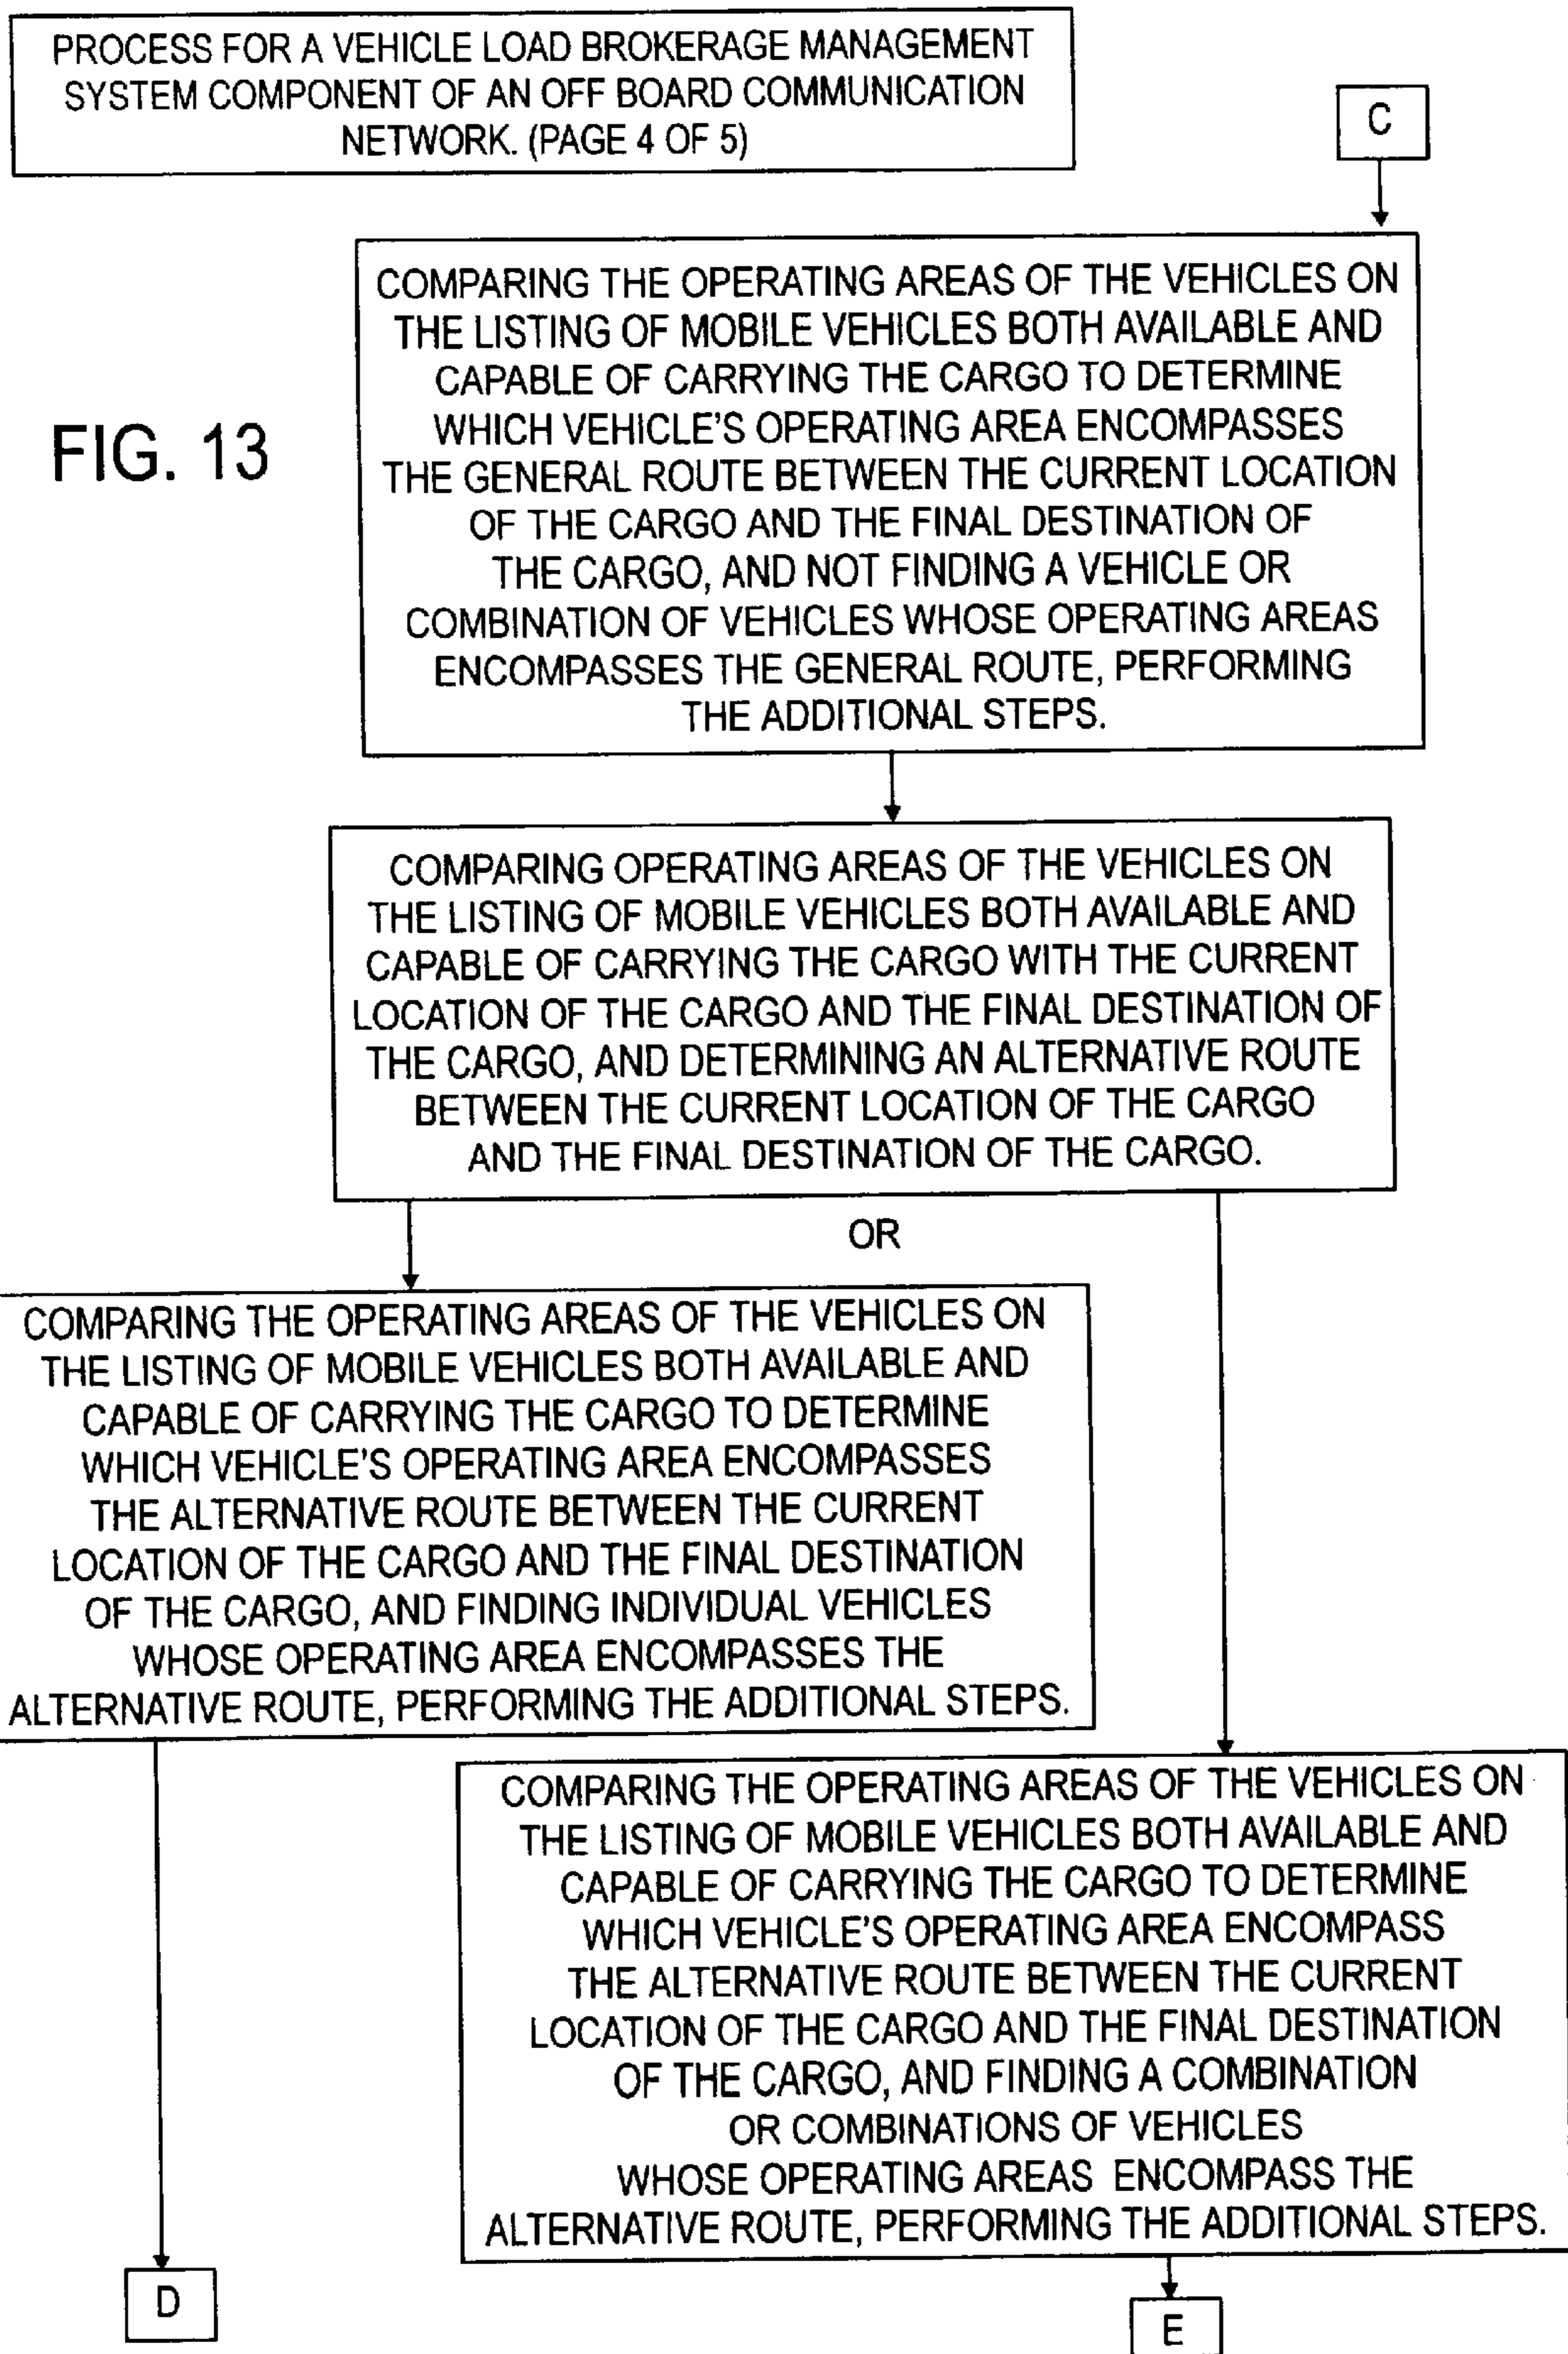 PROCESS FOR A VEHICLE LOAD BROKERAGE MANAGEMENT
SYSTEM COMPONENT OF AN OFF BOARD COMMUNICATION
NETWORK. (PAGE 4 OF 5)
C
FIG. 13
COMPARING THE OPERATING AREAS OF THE VEHICLES ON
THE LISTING OF MOBILE VEHICLES BOTH AVAILABLE AND
CAPABLE OF CARRYING THE CARGO TO DETERMINE
WHICH VEHICLE'S OPERATING AREA ENCOMPASSES
THE GENERAL ROUTE BETWEEN THE CURRENT LOCATION
OF THE CARGO AND THE FINAL DESTINATION OF
THE CARGO, AND NOT FINDING A VEHICLE OR
COMBINATION OF VEHICLES WHOSE OPERATING AREAS
ENCOMPASSES THE GENERAL ROUTE, PERFORMING
THE ADDITIONAL STEPS.
COMPARING OPERATING AREAS OF THE VEHICLES ON
THE LISTING OF MOBILE VEHICLES BOTH AVAILABLE AND
CAPABLE OF CARRYING THE CARGO WITH THE CURRENT
LOCATION OF THE CARGO AND THE FINAL DESTINATION OF
THE CARGO, AND DETERMINING AN ALTERNATIVE ROUTE
BETWEEN THE CURRENT LOCATION OF THE CARGO
AND THE FINAL DESTINATION OF THE CARGO.
OR
COMPARING THE OPERATING AREAS OF THE VEHICLES ON
THE LISTING OF MOBILE VEHICLES BOTH AVAILABLE AND
CAPABLE OF CARRYING THE CARGO TO DETERMINE
WHICH VEHICLE'S OPERATING AREA ENCOMPASSES
THE ALTERNATIVE ROUTE BETWEEN THE CURRENT
LOCATION OF THE CARGO AND THE FINAL DESTINATION
OF THE CARGO, AND FINDING INDIVIDUAL VEHICLES
WHOSE OPERATING AREA ENCOMPASSES THE
ALTERNATIVE ROUTE, PERFORMING THE ADDITIONAL STEPS.
COMPARING THE OPERATING AREAS OF THE VEHICLES ON
THE LISTING OF MOBILE VEHICLES BOTH AVAILABLE AND
CAPABLE OF CARRYING THE CARGO TO DETERMINE
WHICH VEHICLE'S OPERATING AREA ENCOMPASS
THE ALTERNATIVE ROUTE BETWEEN THE CURRENT
LOCATION OF THE CARGO AND THE FINAL DESTINATION
OF THE CARGO, AND FINDING A COMBINATION
OR COMBINATIONS OF VEHICLES
WHOSE OPERATING AREAS ENCOMPASS THE
ALTERNATIVE ROUTE, PERFORMING THE ADDITIONAL STEPS.
D
E